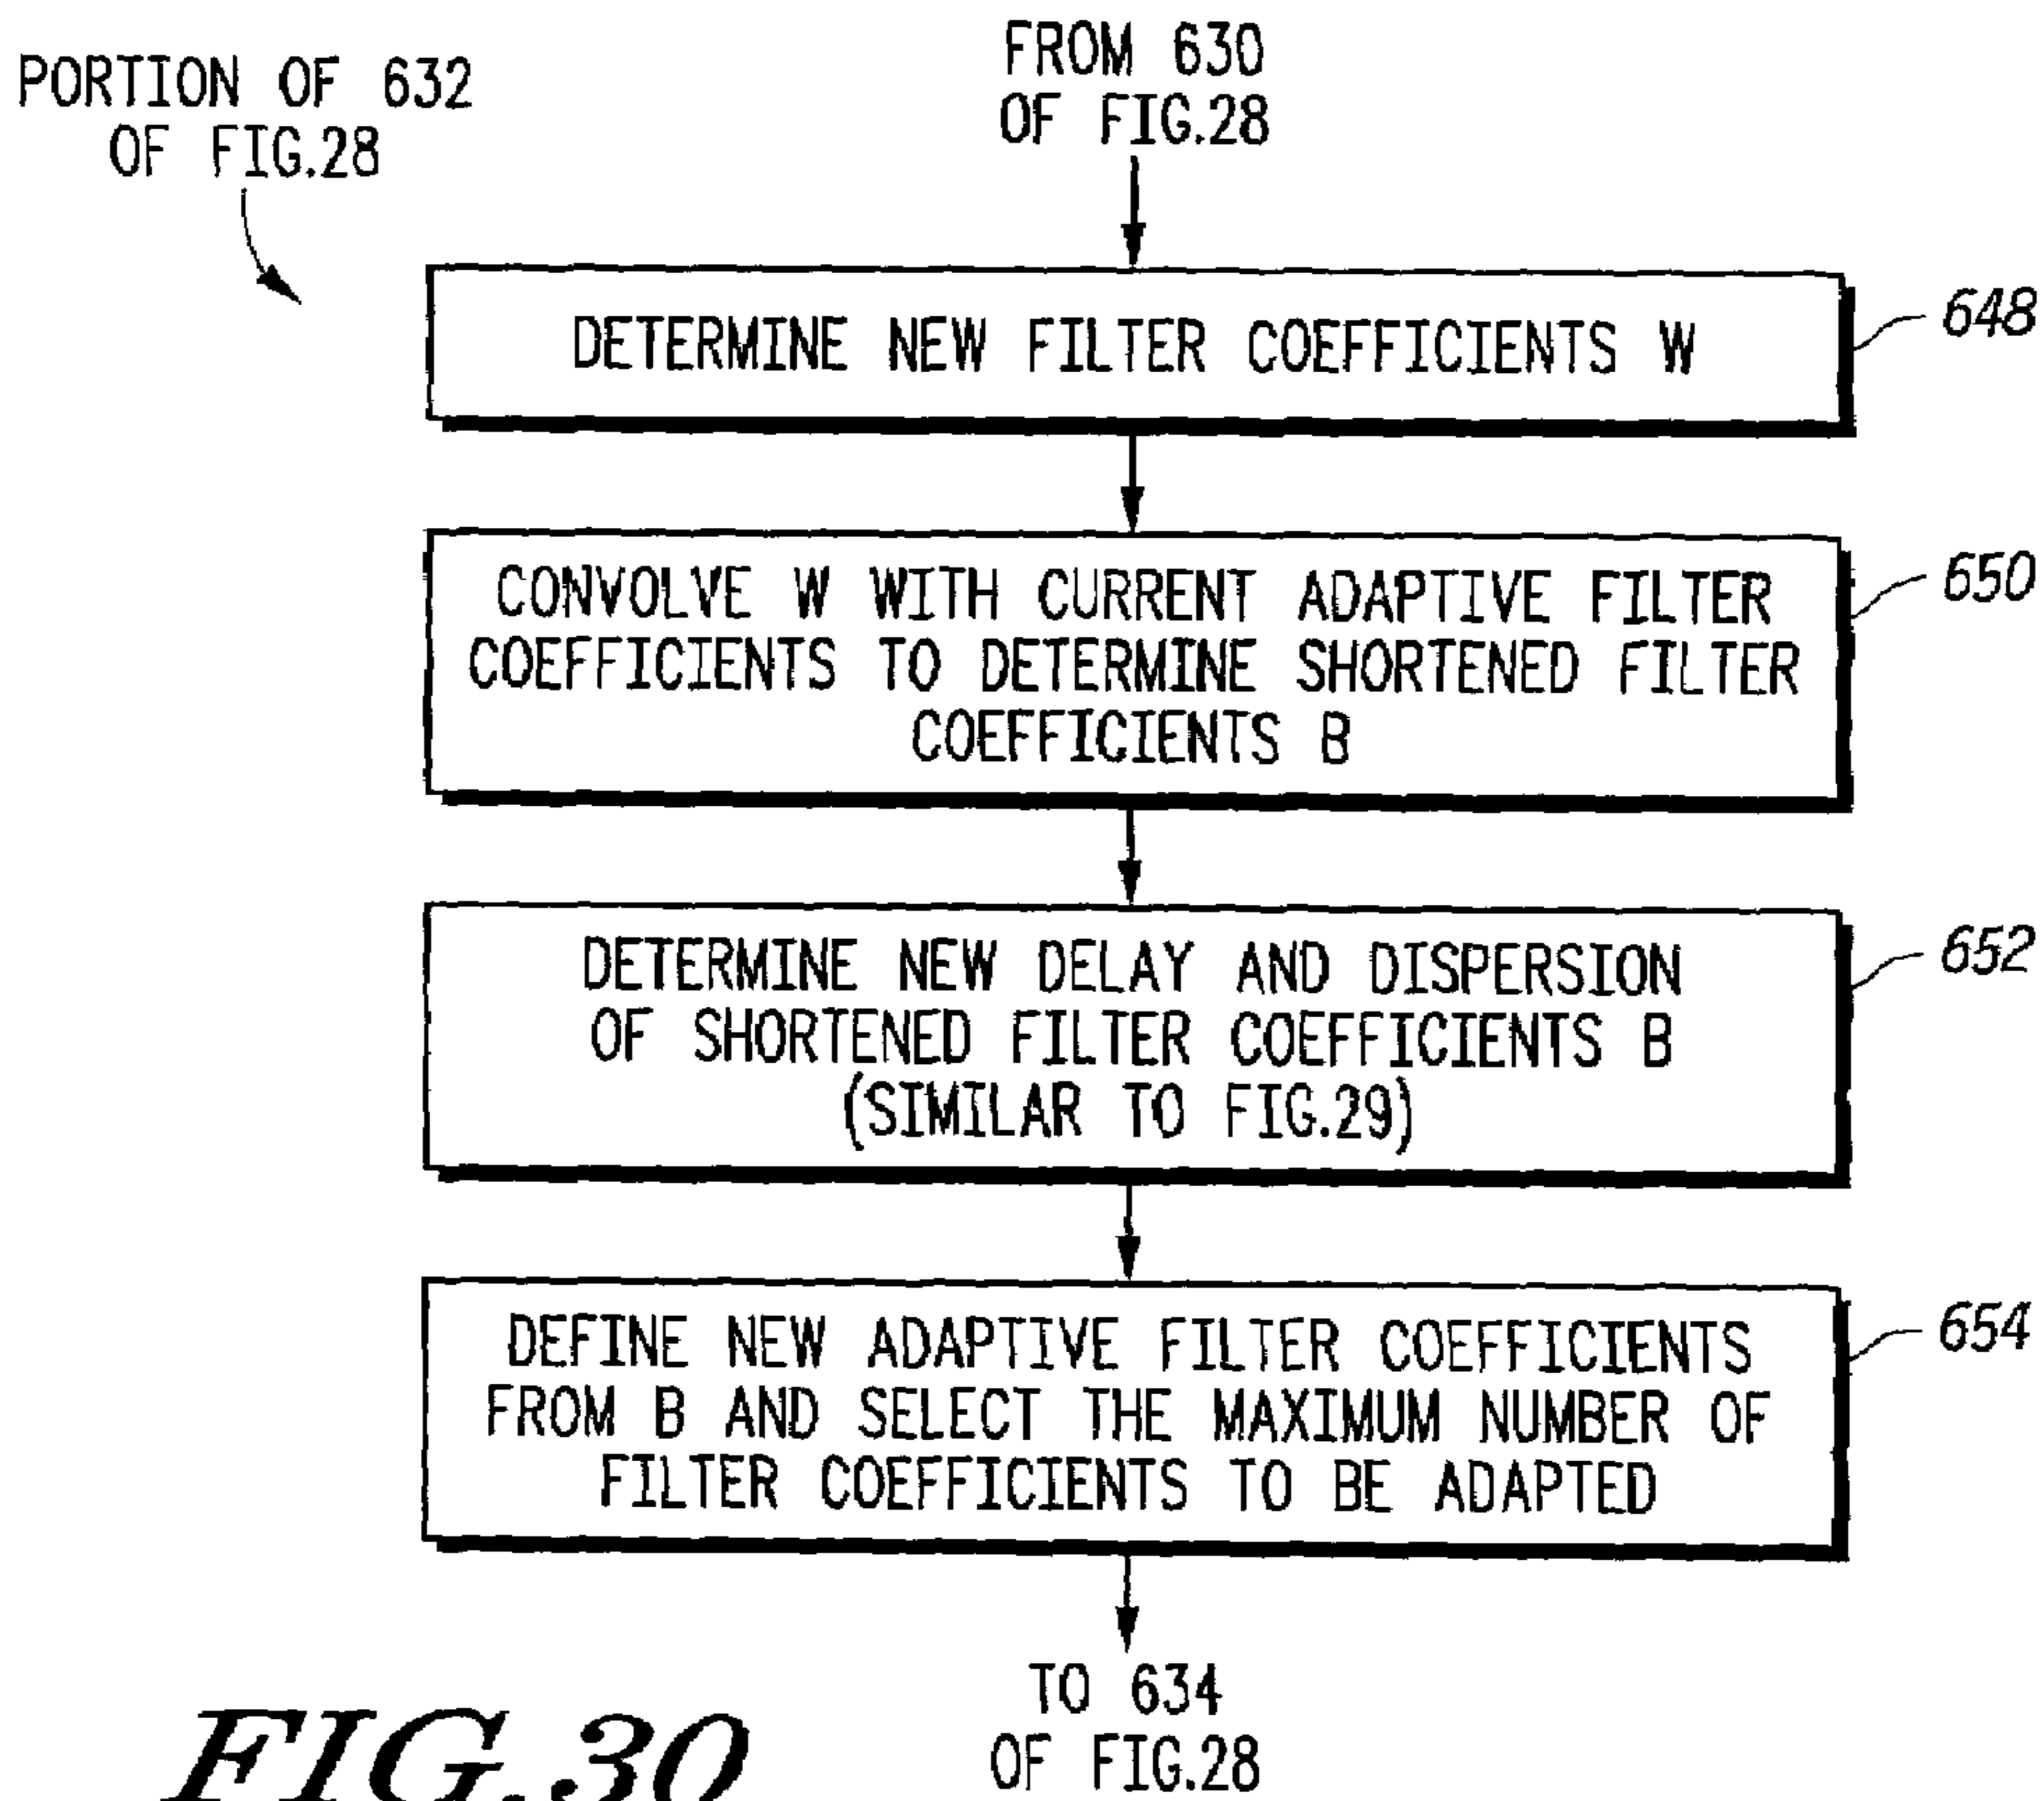 PORTION OF 632
OF FIG.28
FROM 630
OF FIG.28
DETERMINE NEW FILTER COEFFICIENTS W
648
CONVOLVE W WITH CURRENT ADAPTIVE FILTER
COEFFICIENTS TO DETERMINE SHORTENED FILTER
COEFFICIENTS B
650
DETERMINE NEW DELAY AND DISPERSION
OF SHORTENED FILTER COEFFICIENTS B
(SIMILAR TO FIG.29)
652
DEFINE NEW ADAPTIVE FILTER COEFFICIENTS
FROM B AND SELECT THE MAXIMUM NUMBER OF
FILTER COEFFICIENTS TO BE ADAPTED
654
TO 634
OF FIG.28
FIG.30